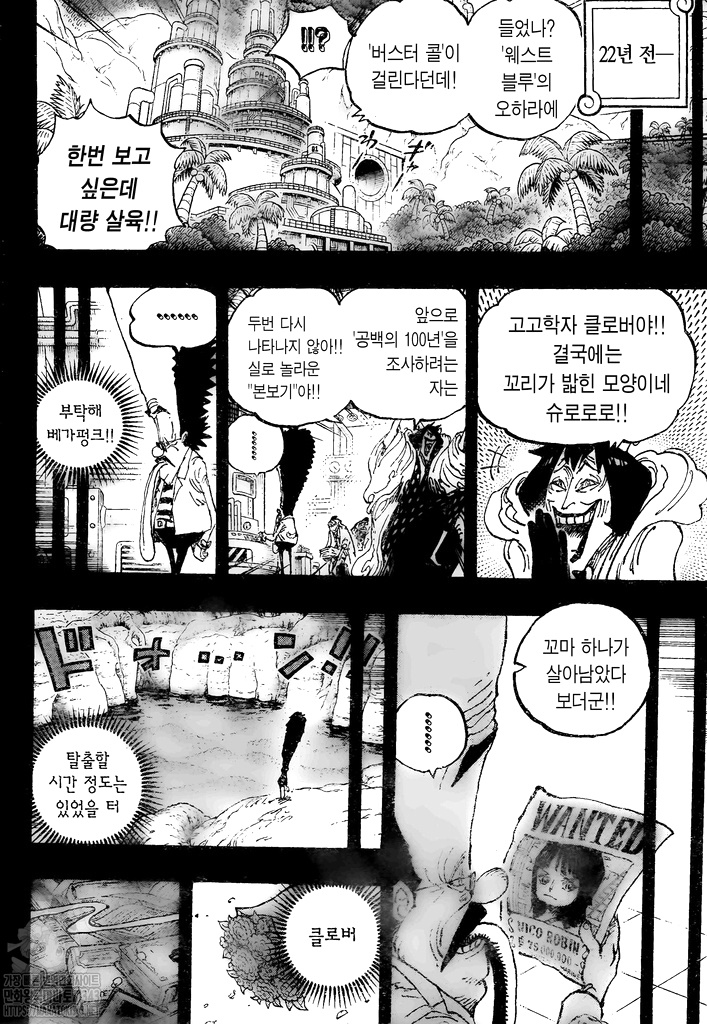 22년 전―
들었나?
'웨스트
블루'의
오하라에
'버스터 콜'이
걸린다던데!
!!?
한번 보고
싶은데
대량 살육!!
PH-006
고고학자 클로버야!!
결국에는
꼬리가 밟힌 모양이네
슈로로로!!
앞으로
'공백의 100년'을
조사하려는
자는
두번 다시
나타나지 않아!!
실로 놀라운
"본보기"야!!
부탁해
베가펑크!!
꼬마 하나가
살아남았다
보더군!!
WANTED
NICO ROBIN
ドォ……ン!!
탈출할
시간 정도는
있었을 터
클로버